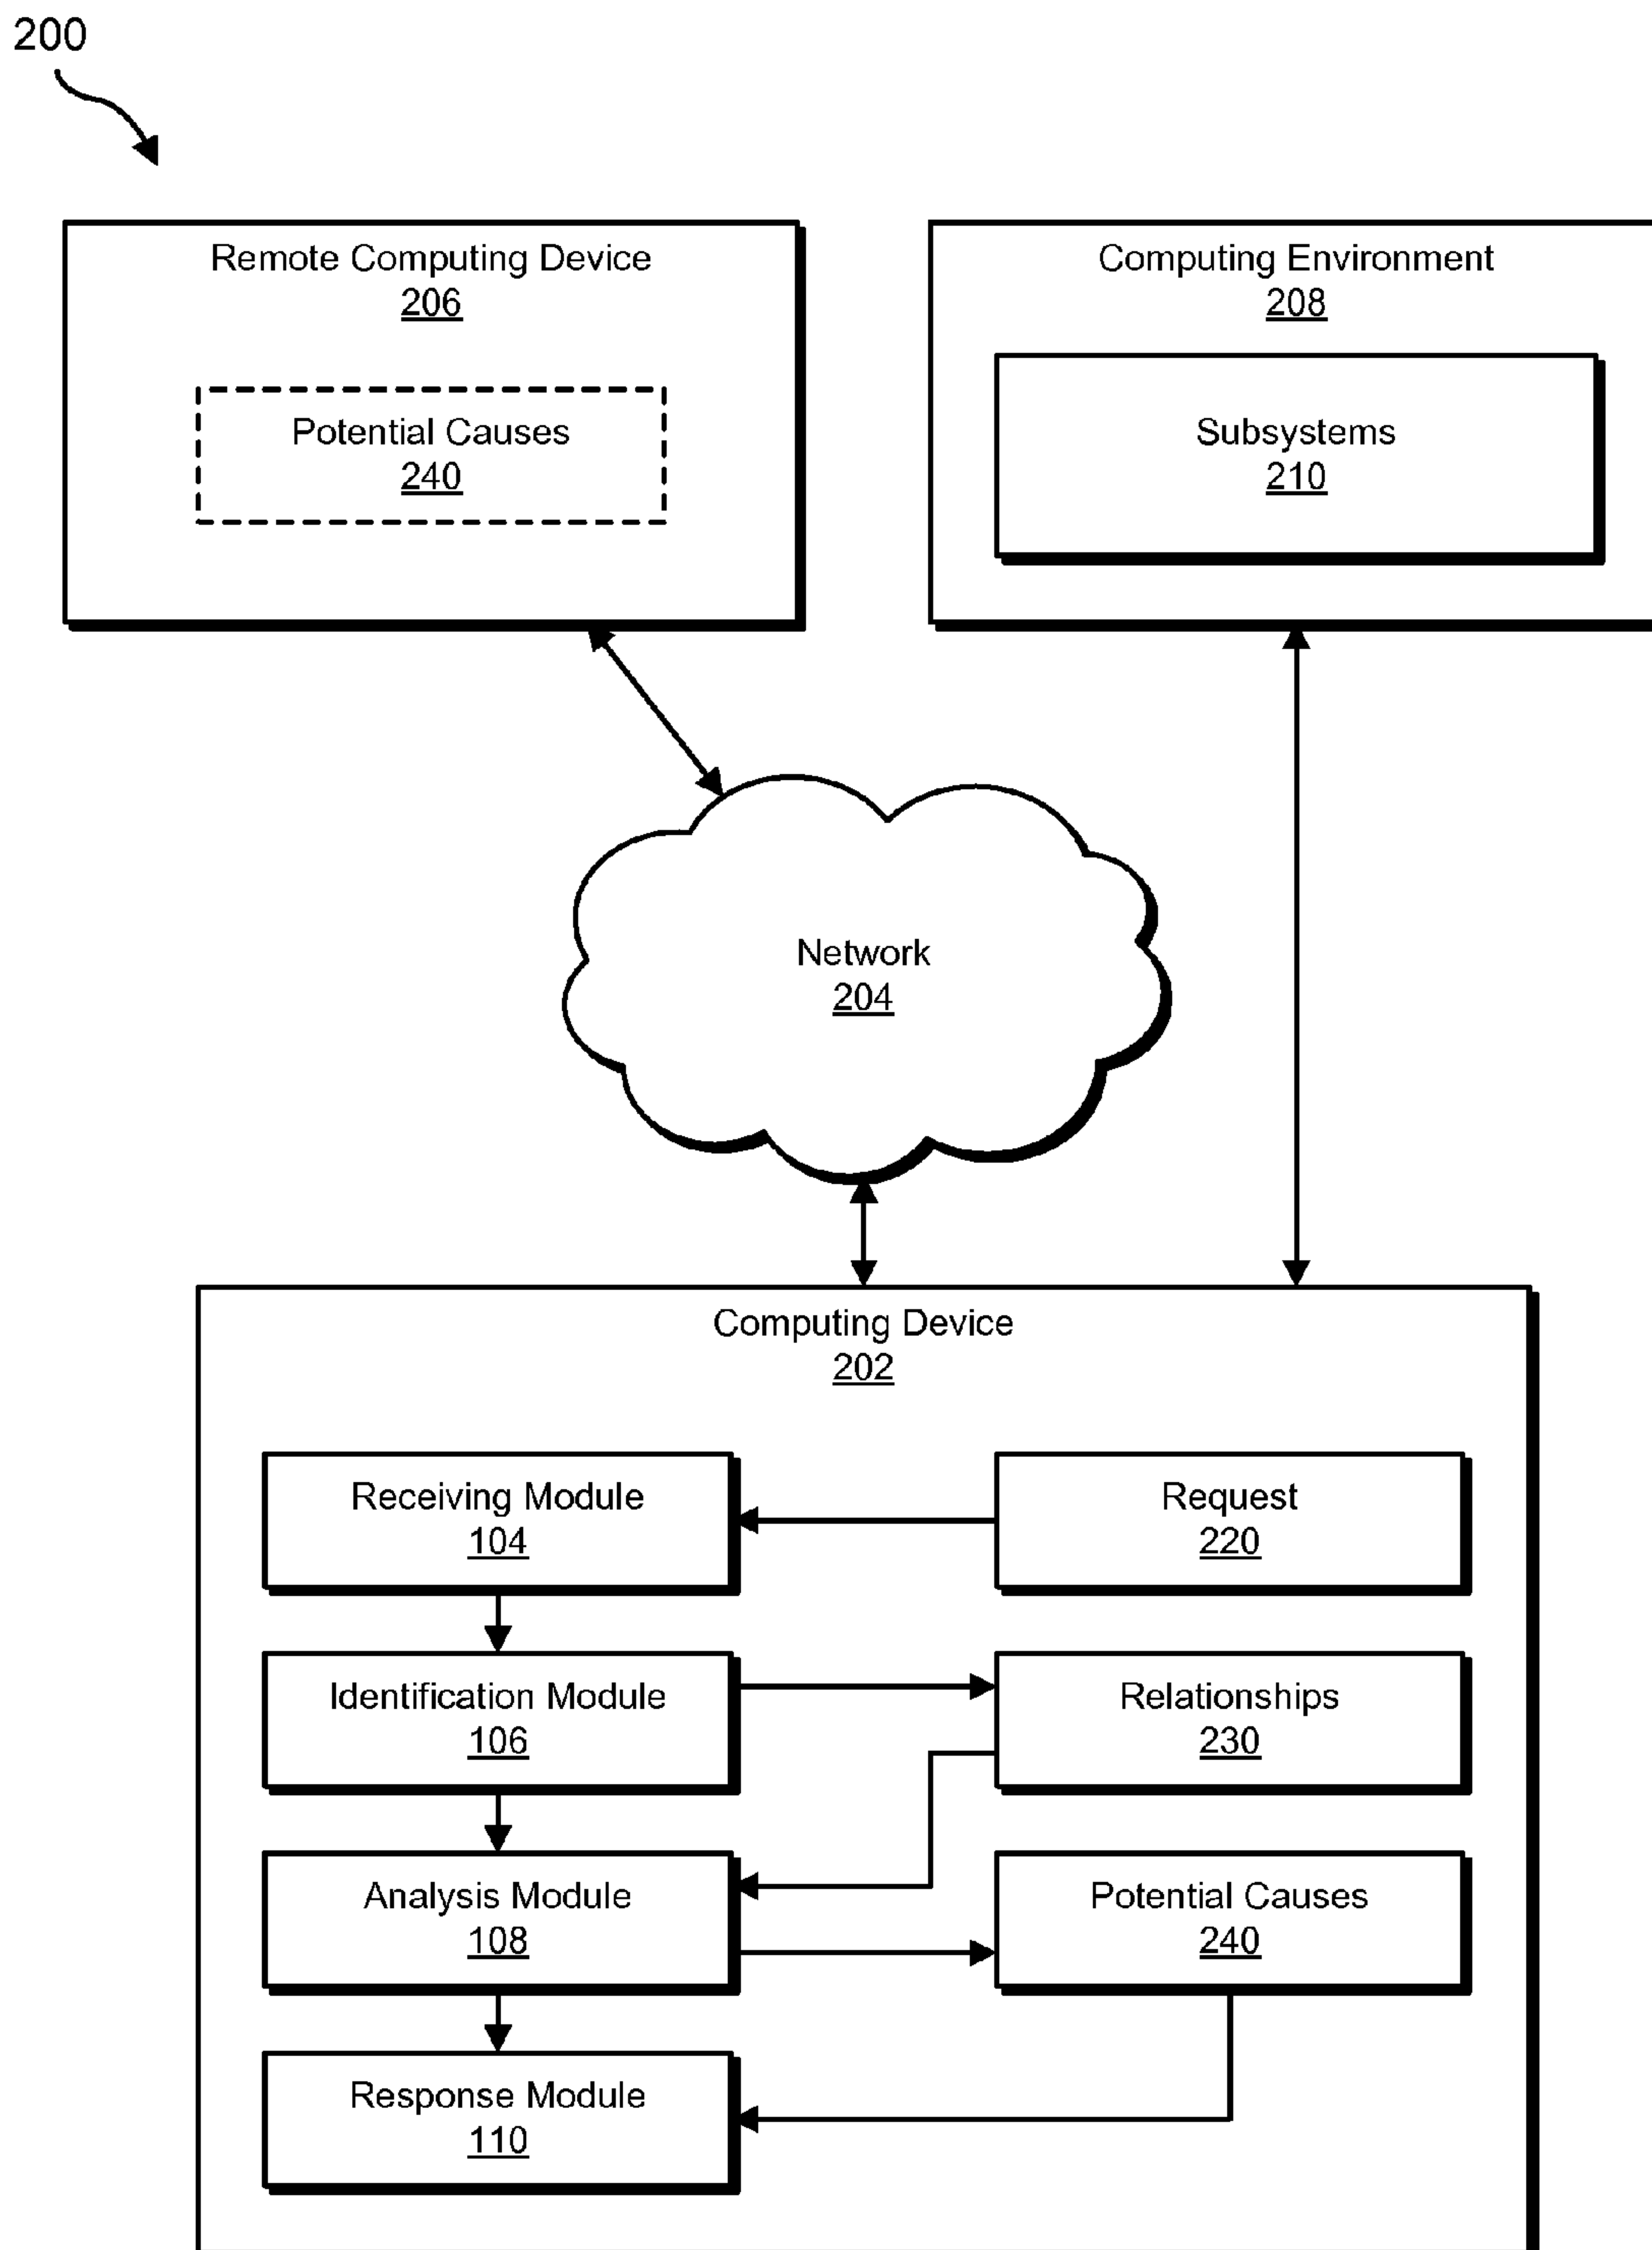 200
Remote Computing Device
206
Potential Causes
240
Computing Environment
208
Subsystems
210
Network
204
Computing Device
202
Receiving Module
104
Request
220
Identification Module
106
Relationships
230
Analysis Module
108
Potential Causes
240
Response Module
110